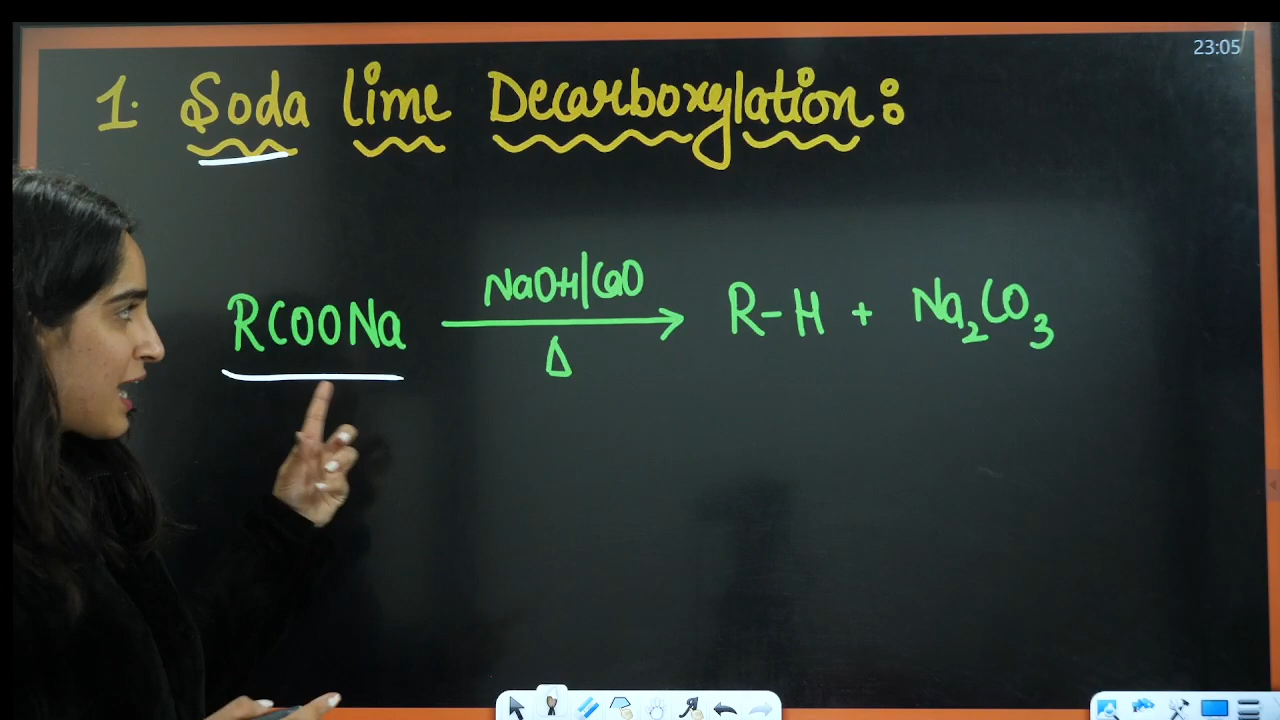 23:05
1. Soda lime Decarboxylation:
RCOONa NaOH/CaO Δ R-H + Na₂CO₃